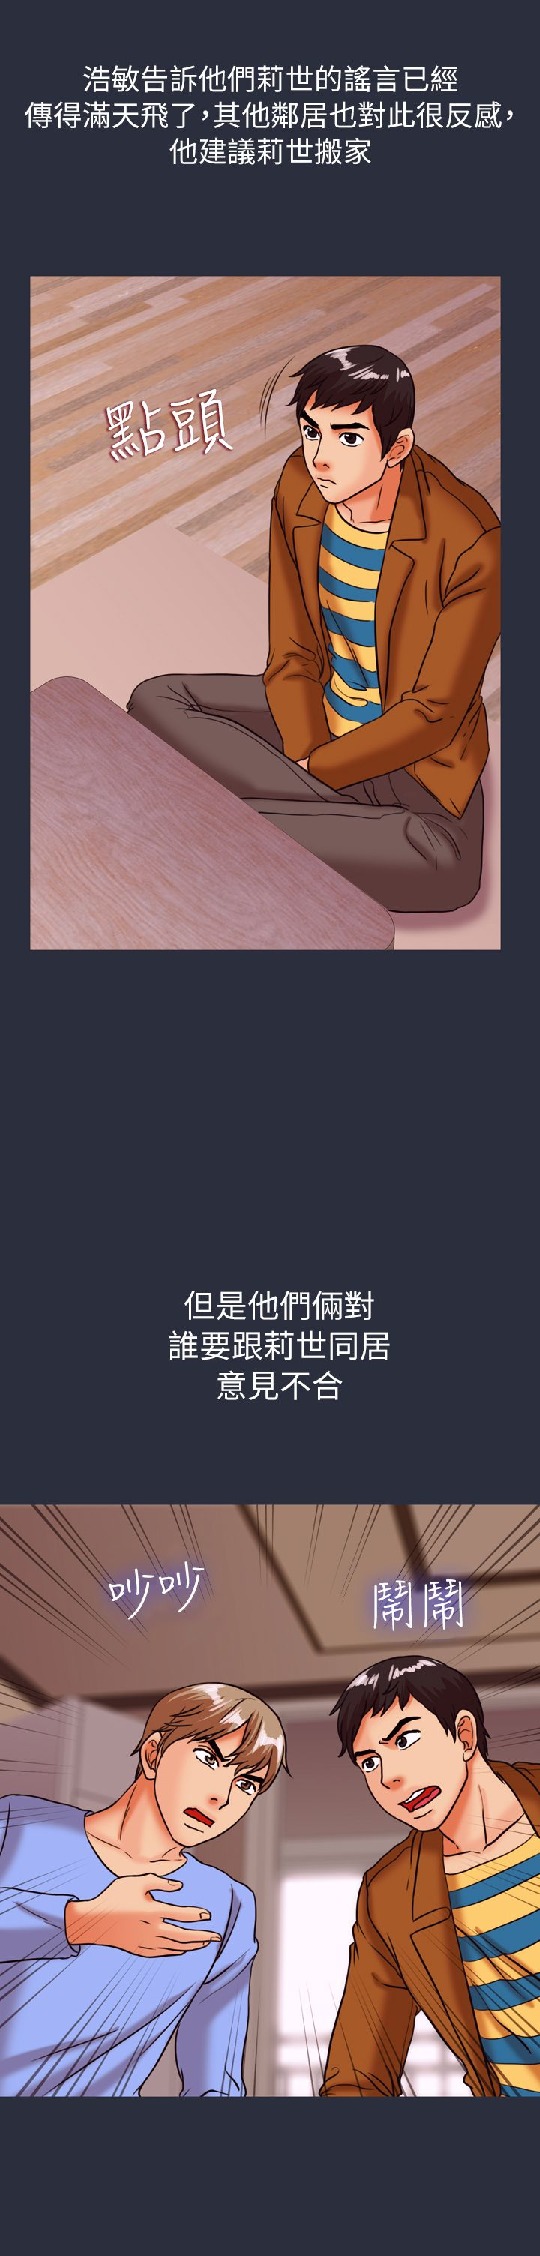 浩敏告訴他們莉世的謠言已經
傳得滿天飛了，其他鄰居也對此很反感，
他建議莉世搬家
點頭
但是他們倆對
誰要跟莉世同居
意見不合
吵吵
鬧鬧